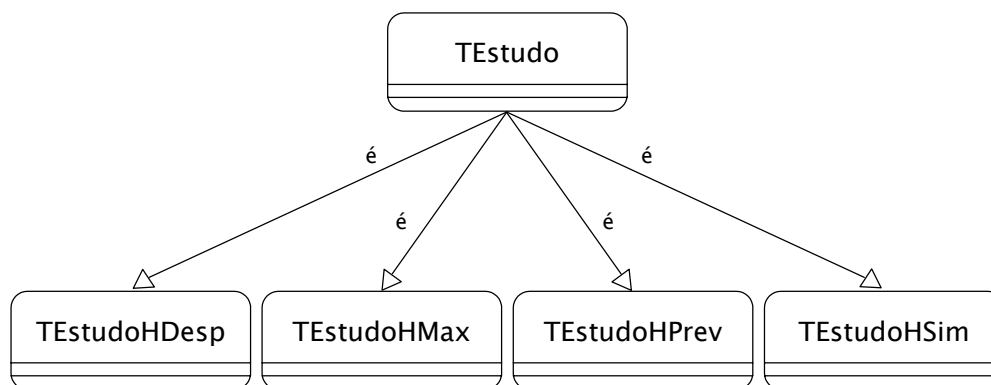 TEstudo
é
é
é
é
TEstudoHDesp
TEstudoHMax
TEstudoHPrev
TEstudoHSim